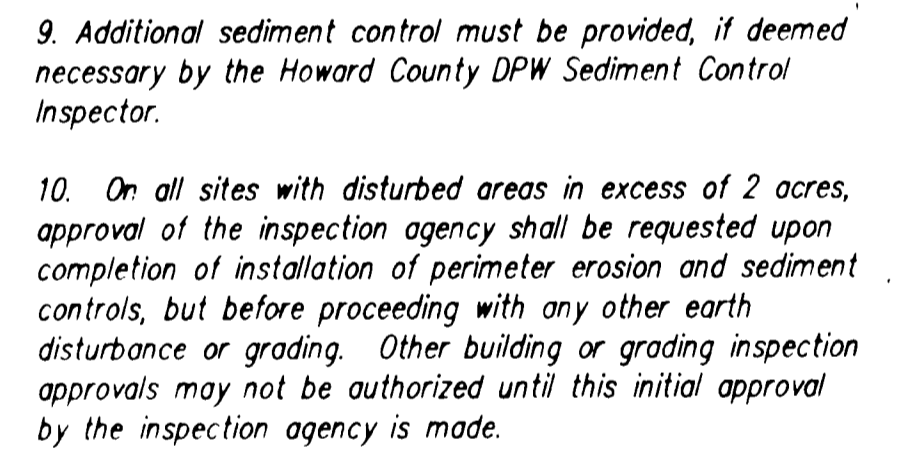 9. Additional sediment control must be provided, if deemed
necessary by the Howard County DPW Sediment Control
Inspector.
10. On all sites with disturbed areas in excess of 2 acres,
approval of the inspection agency shall be requested upon
completion of installation of perimeter erosion and sediment
controls, but before proceeding with any other earth
disturbance or grading. Other building or grading inspection
approvals may not be authorized until this initial approval
by the inspection agency is made.